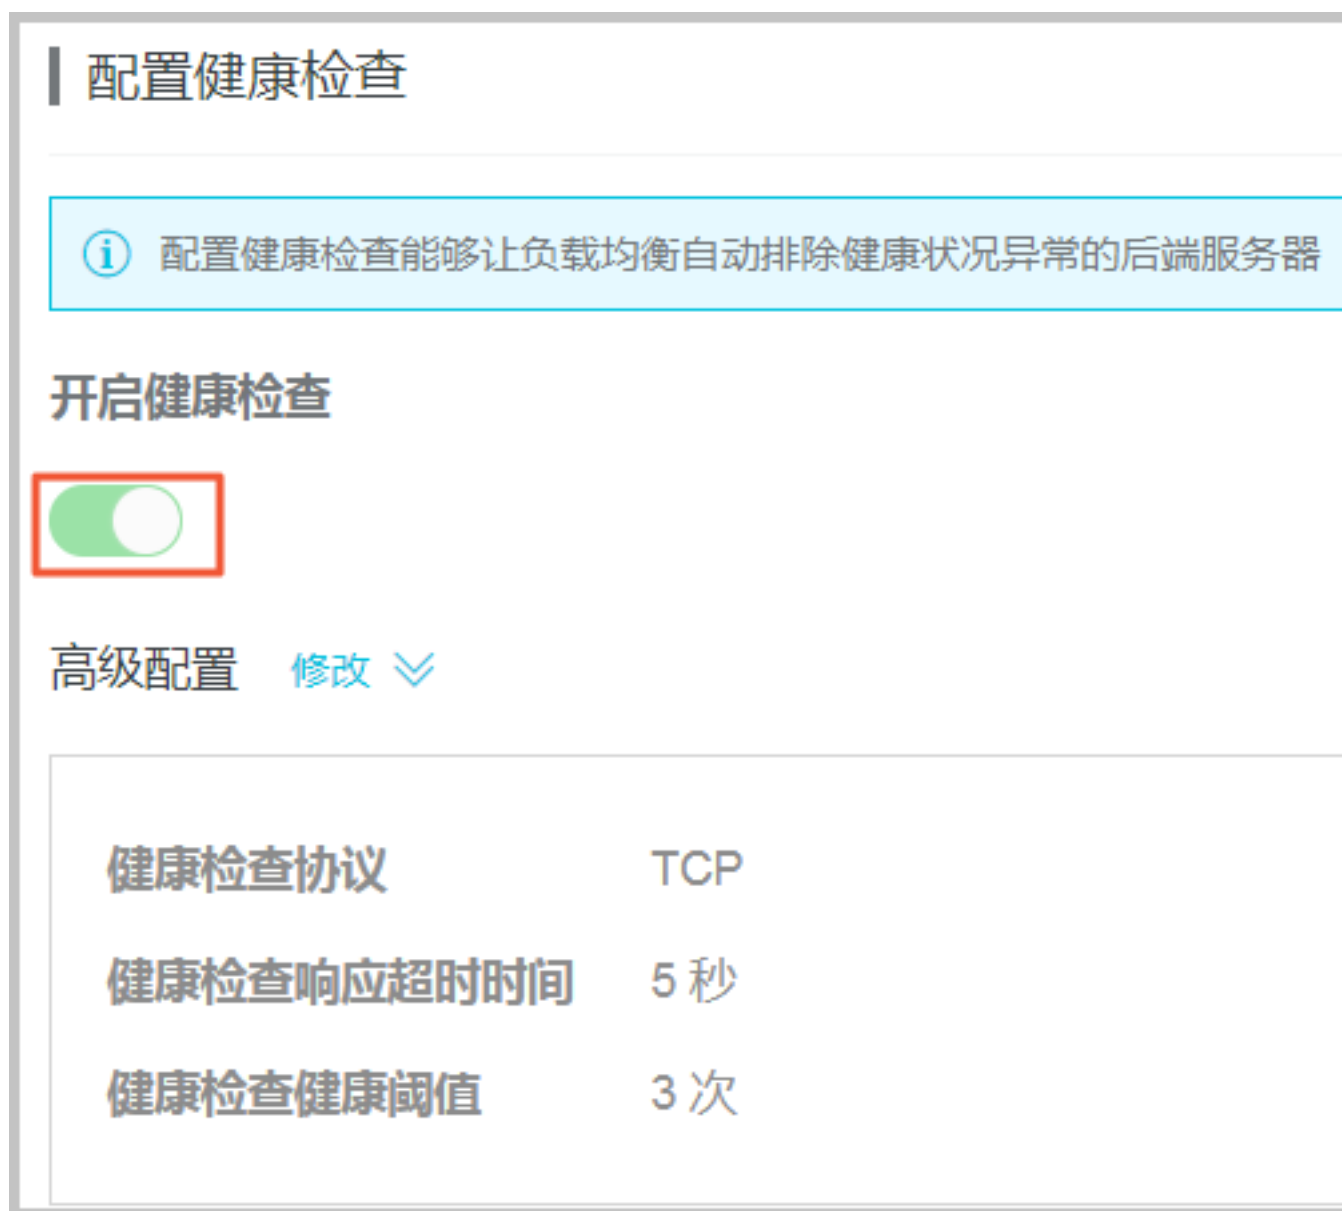 配置健康检查
配置健康检查能够让负载均衡自动排除健康状况异常的后端服务器
开启健康检查
高级配置 修改
健康检查协议 TCP
健康检查响应超时时间 5 秒
健康检查健康阈值 3 次